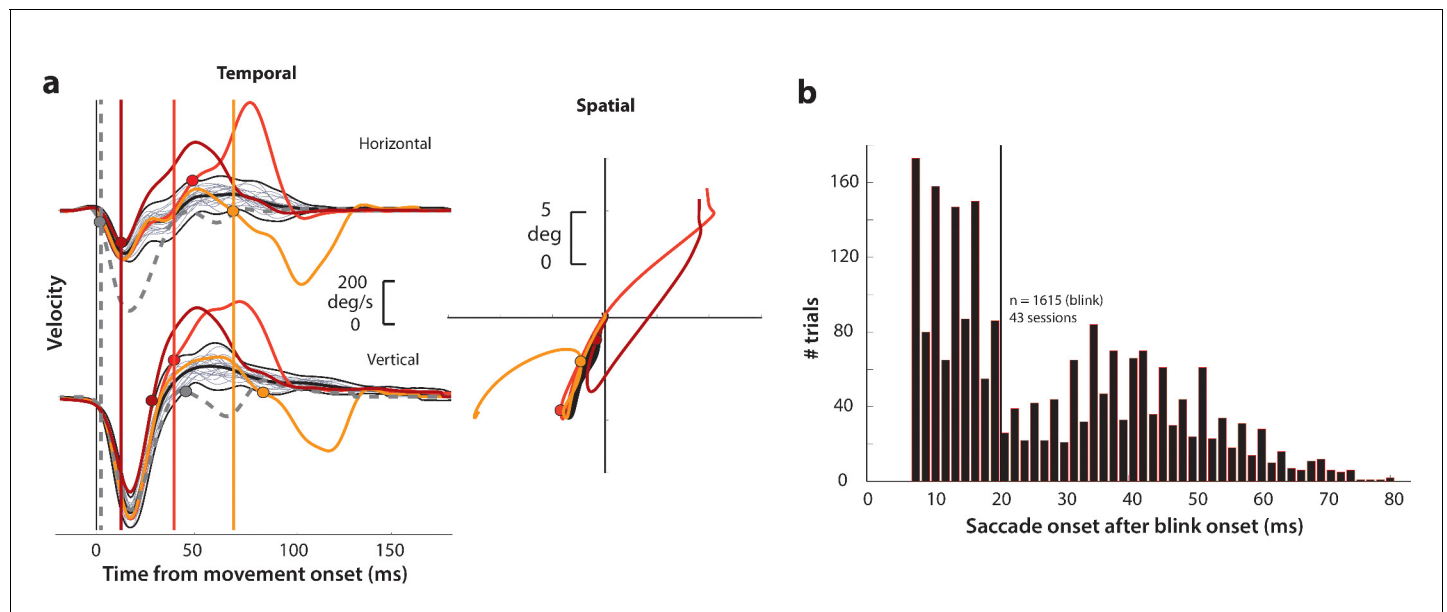 a
Temporal
Horizontal
Velocity
200
deg/s
0
Vertical
0 50 100 150
Time from movement onset (ms)
Spatial
5
deg
0
b
# trials
160
120
80
40
0
n = 1615 (blink)
43 sessions
0 10 20 30 40 50 60 70 80
Saccade onset after blink onset (ms)